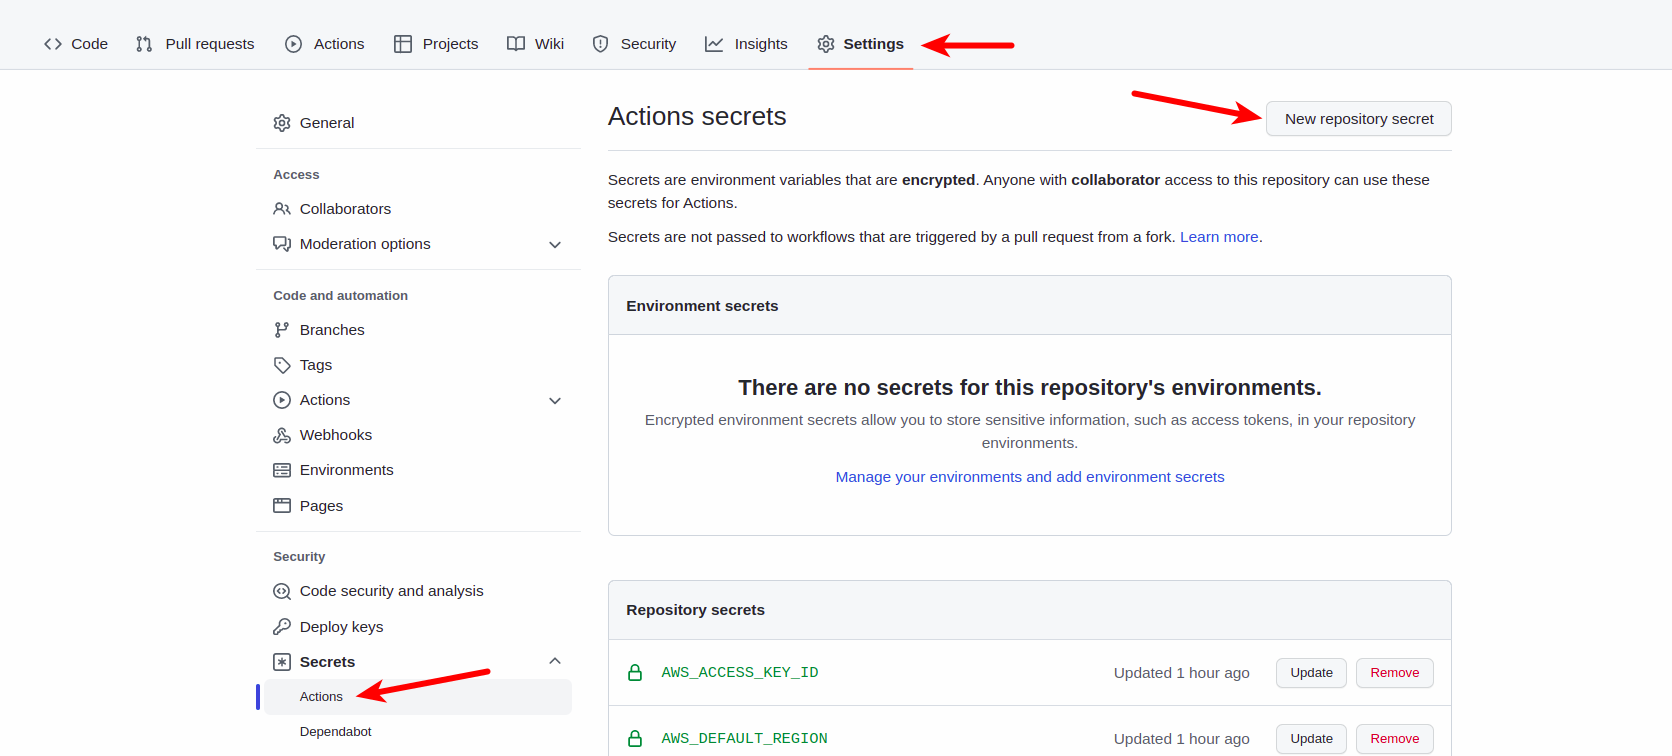 Code Pull requests Actions Projects Wiki Security Insights Settings
General
Access
Collaborators
Moderation options
Code and automation
Branches
Tags
Actions
Webhooks
Environments
Pages
Security
Code security and analysis
Deploy keys
Secrets
Actions
Dependabot
Actions secrets
New repository secret
Secrets are environment variables that are encrypted. Anyone with collaborator access to this repository can use these
secrets for Actions.
Secrets are not passed to workflows that are triggered by a pull request from a fork. Learn more.
Environment secrets
There are no secrets for this repository's environments.
Encrypted environment secrets allow you to store sensitive information, such as access tokens, in your repository
environments.
Manage your environments and add environment secrets
Repository secrets
AWS_ACCESS_KEY_ID Updated 1 hour ago Update Remove
AWS_DEFAULT_REGION Updated 1 hour ago Update Remove